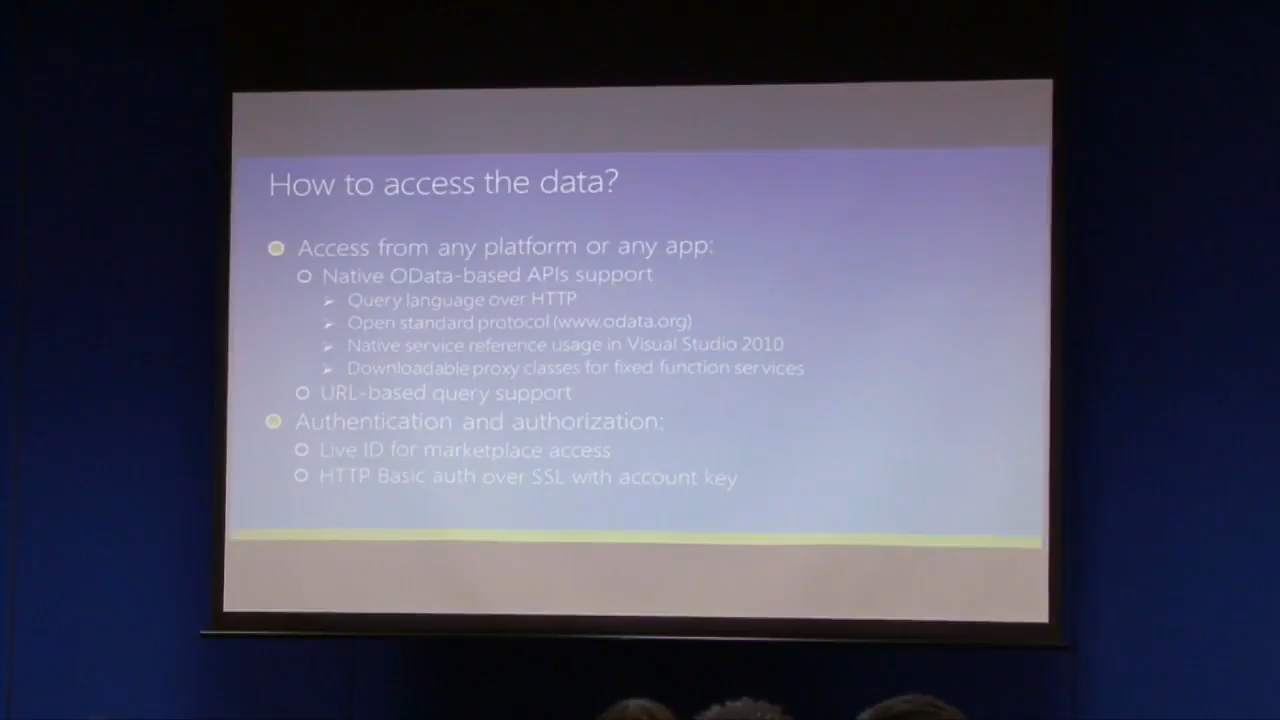 How to access the data?
Access from any platform or any app:
Native OData-based APIs support
Query language over HTTP
Open standard protocol (www.odata.org)
Native service reference usage in Visual Studio 2010
Downloadable proxy classes for fixed function services
URL-based query support
Authentication and authorization:
Live ID for marketplace access
HTTP Basic auth over SSL with account key